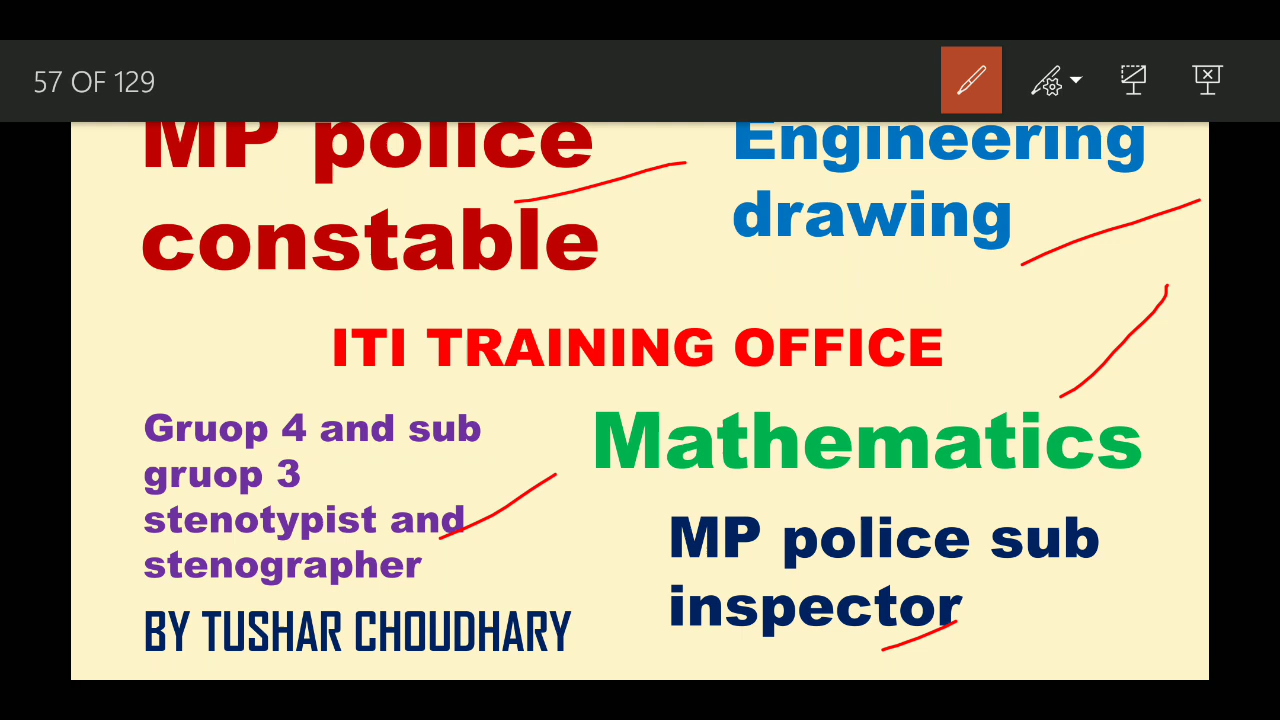 57 OF 129
MP police
constable
Engineering
drawing
ITI TRAINING OFFICE
Gruop 4 and sub
gruop 3
stenotypist and
stenographer
Mathematics
MP police sub
inspector
BY TUSHAR CHOUDHARY